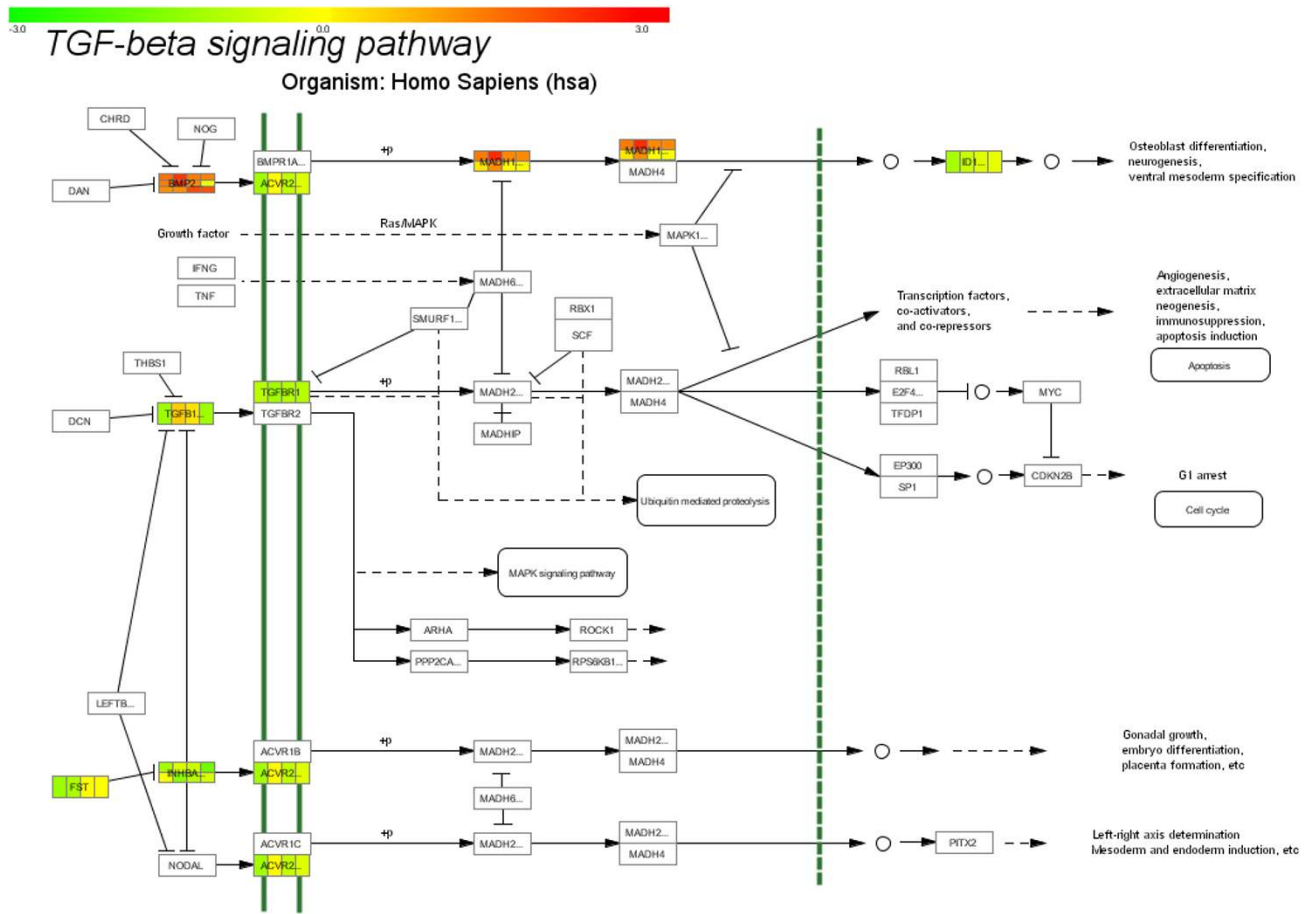 -3.0 0.0 3.0
TGF-beta signaling pathway
Organism: Homo Sapiens (hsa)
CHRD
NOG
DAN
BMP2...
BMPR1A...
ACVR2...
+p
MADH1...
MADH1...
MADH4
ID1...
Osteoblast differentiation,
neurogenesis,
ventral mesoderm specification
Growth factor
Ras/MAPK
MAPK1...
IFNG
TNF
MADH6...
SMURF1...
RBX1
SCF
Transcription factors,
co-activators,
and co-repressors
Angiogenesis,
extracellular matrix
neogenesis,
immunosuppression,
apoptosis induction
Apoptosis
THBS1
DCN
TGFB1...
TGFBR1
TGFBR2
+p
MADH2...
MADHIP
MADH2...
MADH4
RBL1
E2F4...
TFDP1
MYC
EP300
SP1
CDKN2B
G1 arrest
Cell cycle
Ubiquitin mediated proteolysis
MAPK signaling pathway
ARHA
ROCK1
PPP2CA...
RPS6KB1...
LEFTB...
FST
INHBA...
ACVR1B
ACVR2...
+p
MADH2...
MADH2...
MADH4
Gonadal growth,
embryo differentiation,
placenta formation, etc
MADH6...
NODAL
ACVR1C
ACVR2...
+p
MADH2...
MADH2...
MADH4
PITX2
Left-right axis determination
Mesoderm and endoderm induction, etc